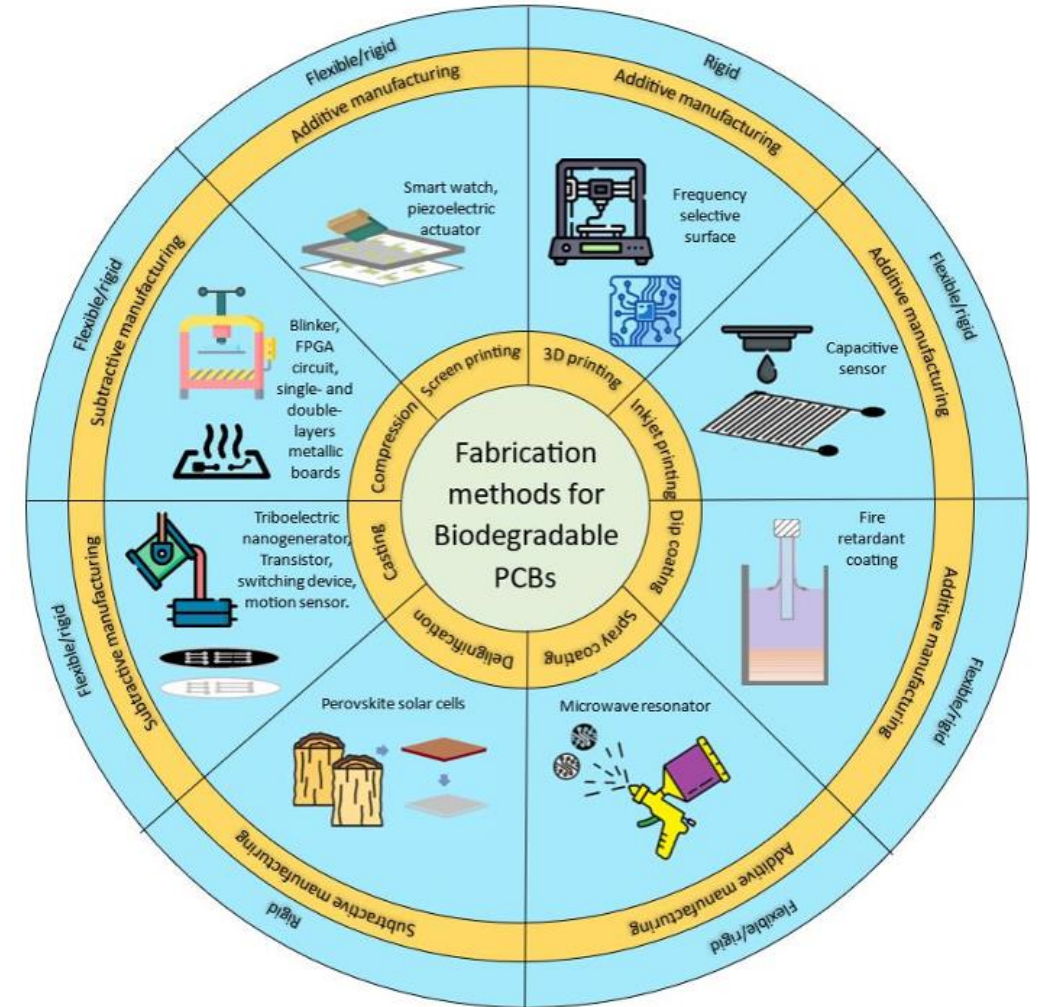 Fabrication
methods for
Biodegradable
PCBs
3D printing
Inkjet printing
Dip coating
Spray coating
Delignification
Casting
Compression
Screen printing
Rigid
Additive manufacturing
Frequency
selective
surface
Flexible/rigid
Additive manufacturing
Capacitive
sensor
Flexible/rigid
Additive manufacturing
Fire
retardant
coating
Flexible/rigid
Additive manufacturing
Microwave resonator
Rigid
Subtractive manufacturing
Perovskite solar cells
Flexible/rigid
Subtractive manufacturing
Triboelectric
nanogenerator,
Transistor,
switching device,
motion sensor.
Flexible/rigid
Subtractive manufacturing
Blinker,
FPGA
circuit,
single- and
double-
layers
metallic
boards
Flexible/rigid
Additive manufacturing
Smart watch,
piezoelectric
actuator